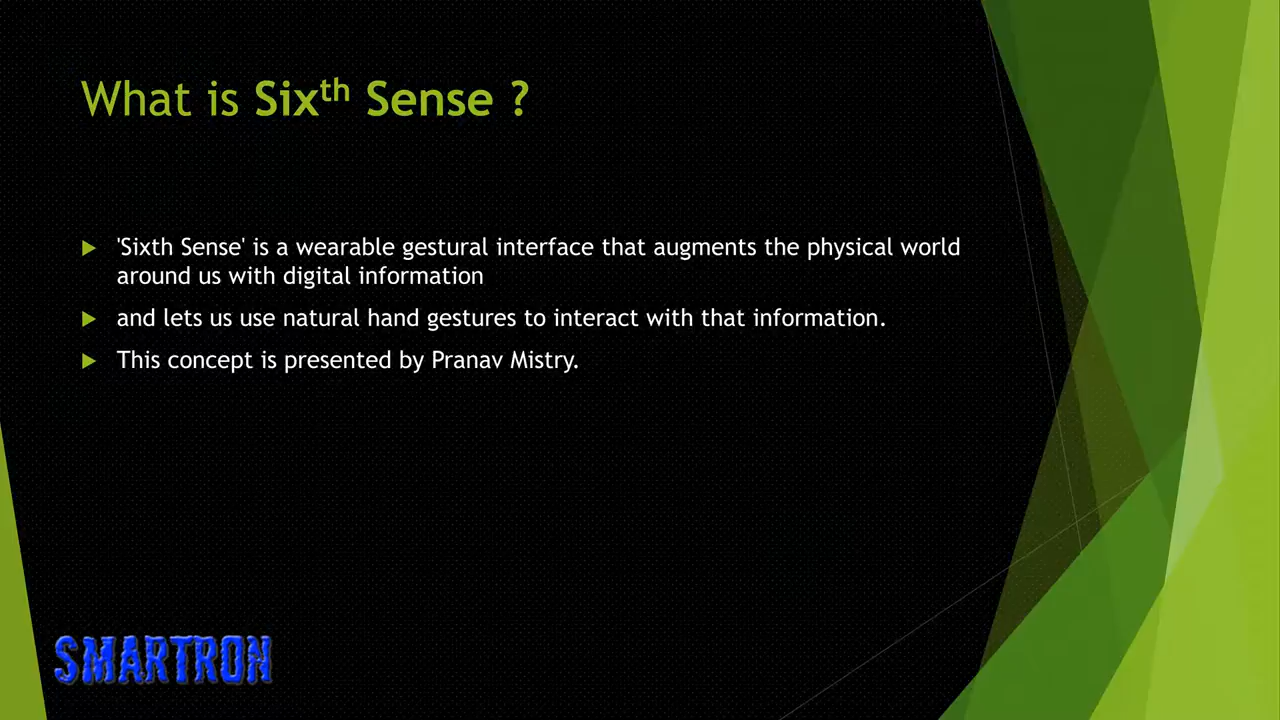 What is Sixth Sense ?
'Sixth Sense' is a wearable gestural interface that augments the physical world
around us with digital information
and lets us use natural hand gestures to interact with that information.
This concept is presented by Pranav Mistry.
SMARTRON